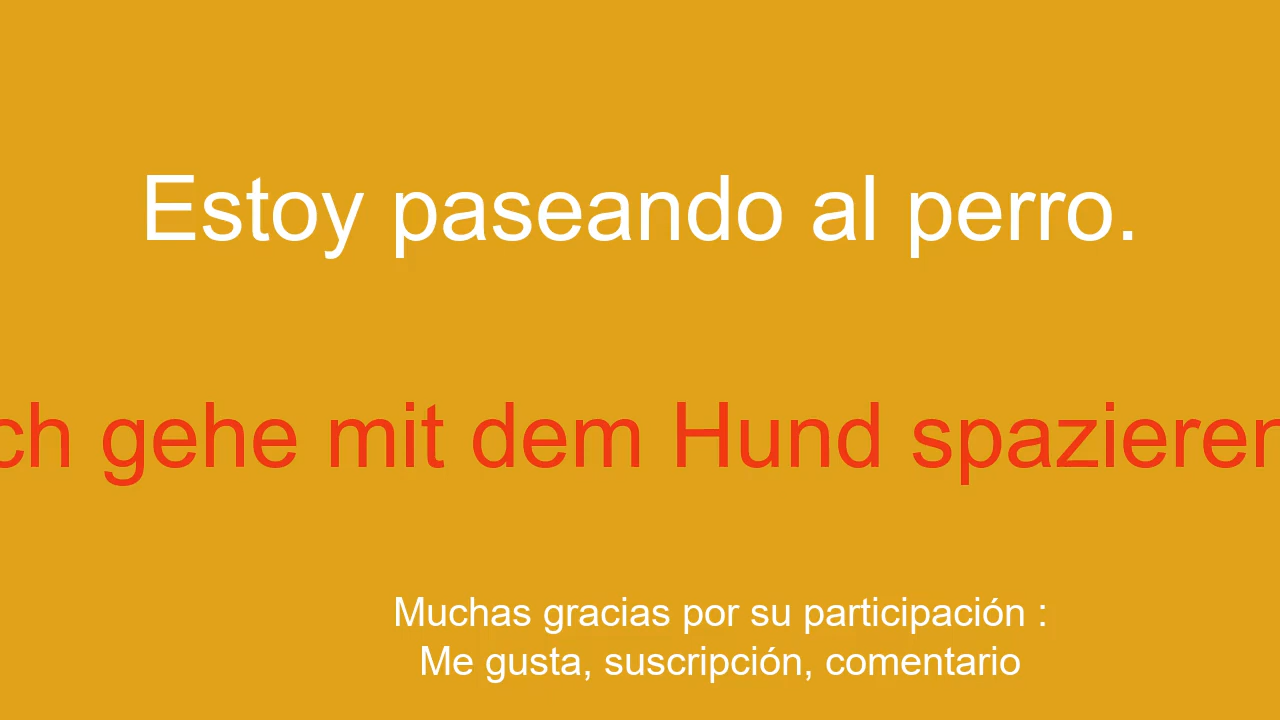 Estoy paseando al perro.
ch gehe mit dem Hund spazieren
Muchas gracias por su participación :
Me gusta, suscripción, comentario